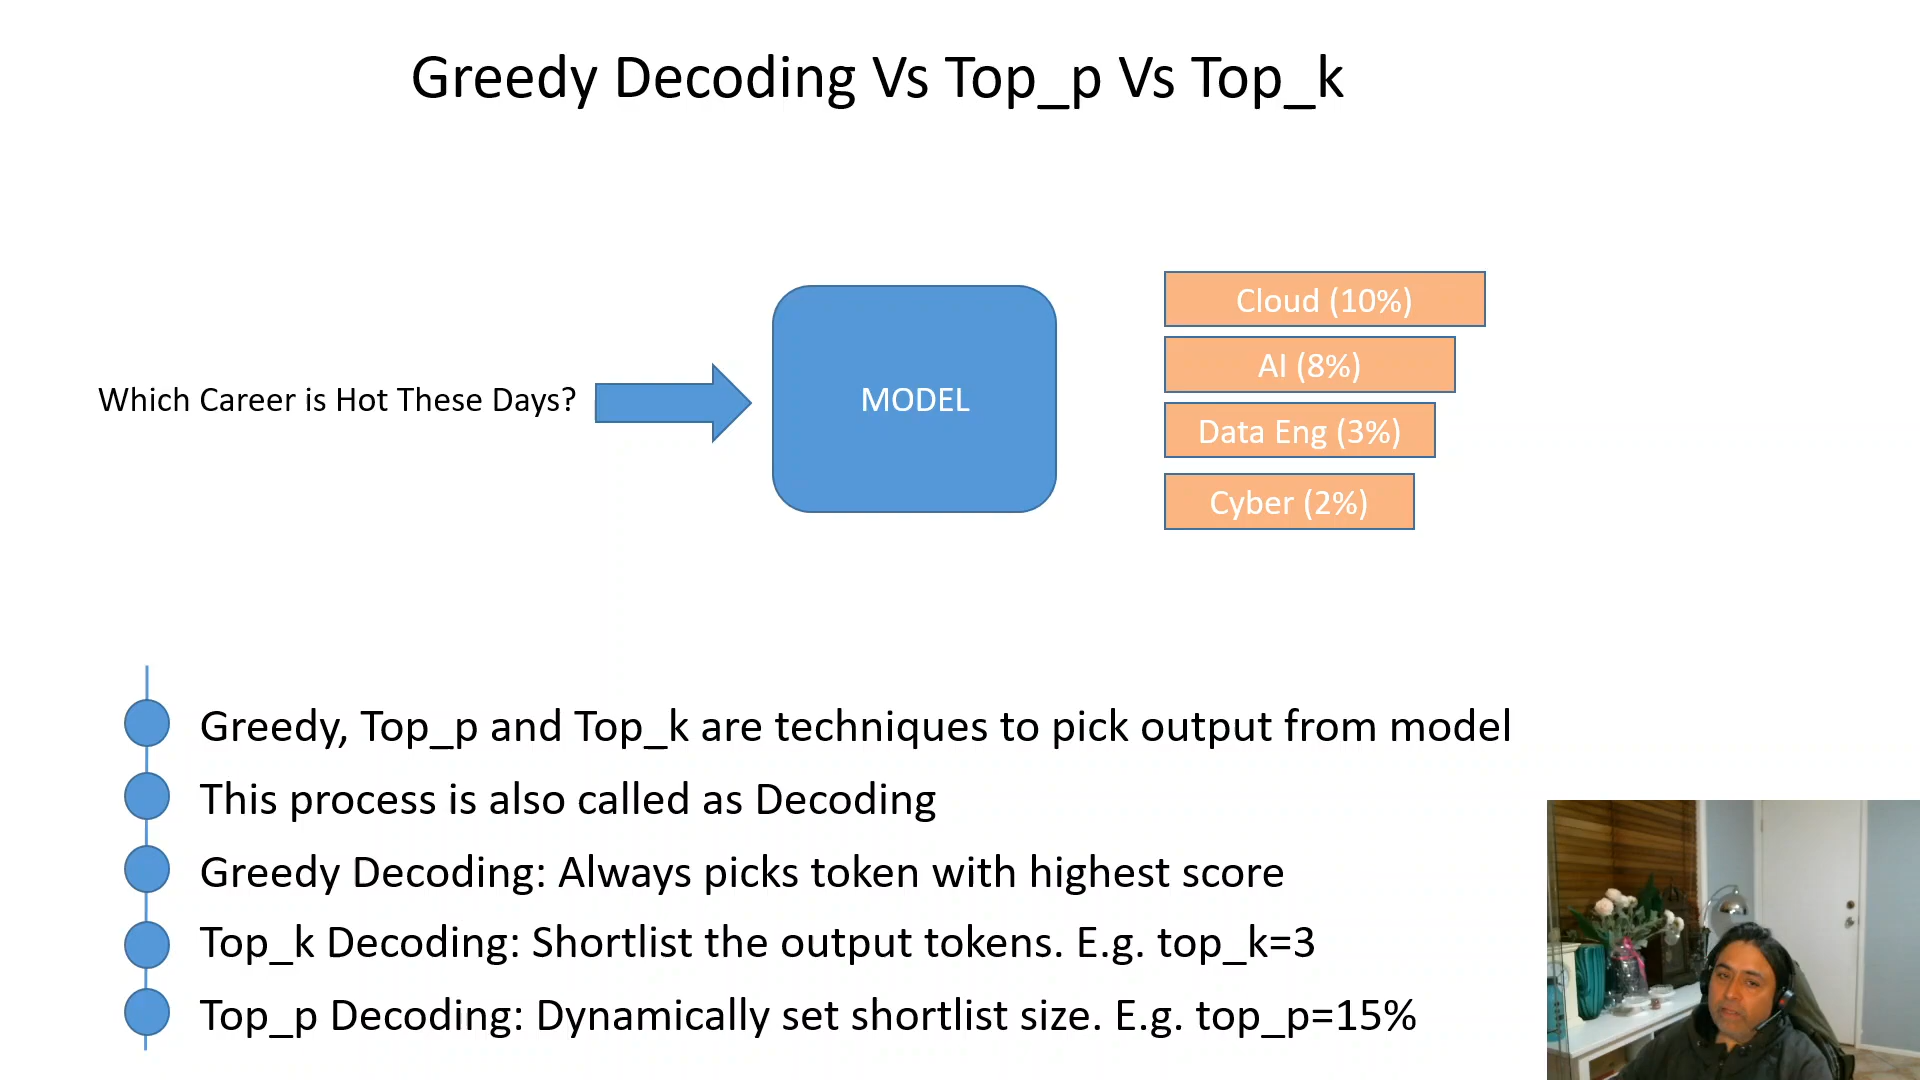 Greedy Decoding Vs Top_p Vs Top_k
Which Career is Hot These Days?
MODEL
Cloud (10%)
AI (8%)
Data Eng (3%)
Cyber (2%)
Greedy, Top_p and Top_k are techniques to pick output from model
This process is also called as Decoding
Greedy Decoding: Always picks token with highest score
Top_k Decoding: Shortlist the output tokens. E.g. top_k=3
Top_p Decoding: Dynamically set shortlist size. E.g. top_p=15%